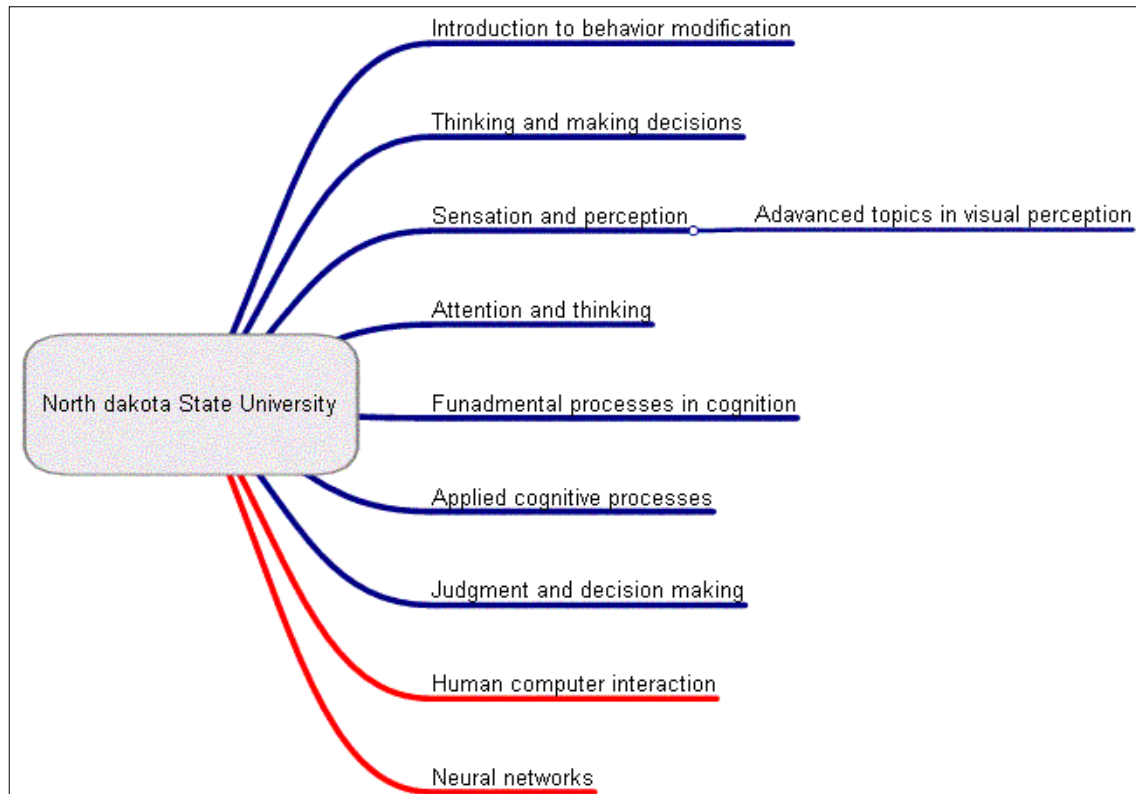 Introduction to behavior modification
Thinking and making decisions
Sensation and perception
Adavanced topics in visual perception
Attention and thinking
North dakota State University
Funadmental processes in cognition
Applied cognitive processes
Judgment and decision making
Human computer interaction
Neural networks